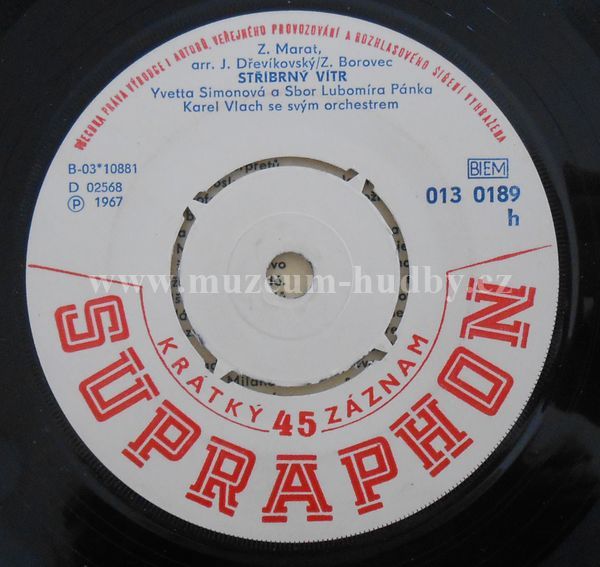 VŠECHNA PRÁVA VÝROBCE I AUTORŮ, VEŘEJNÉHO PROVOZOVÁNÍ A ROZHLASOVÉHO ŠÍŘENÍ VYHRAZENA
Z. Marat,
arr. J. Dřevíkovský/Z. Borovec
STŘÍBRNÝ VÍTR
Yvetta Simonová a Sbor Lubomíra Pánka
Karel Vlach se svým orchestrem
B-03*10881
D 02568
Ⓟ 1967
BIEM
013 0189
h
www.muzeum-hudby.cz
KRÁTKÝ 45 ZÁZNAM
SUPRAPHON